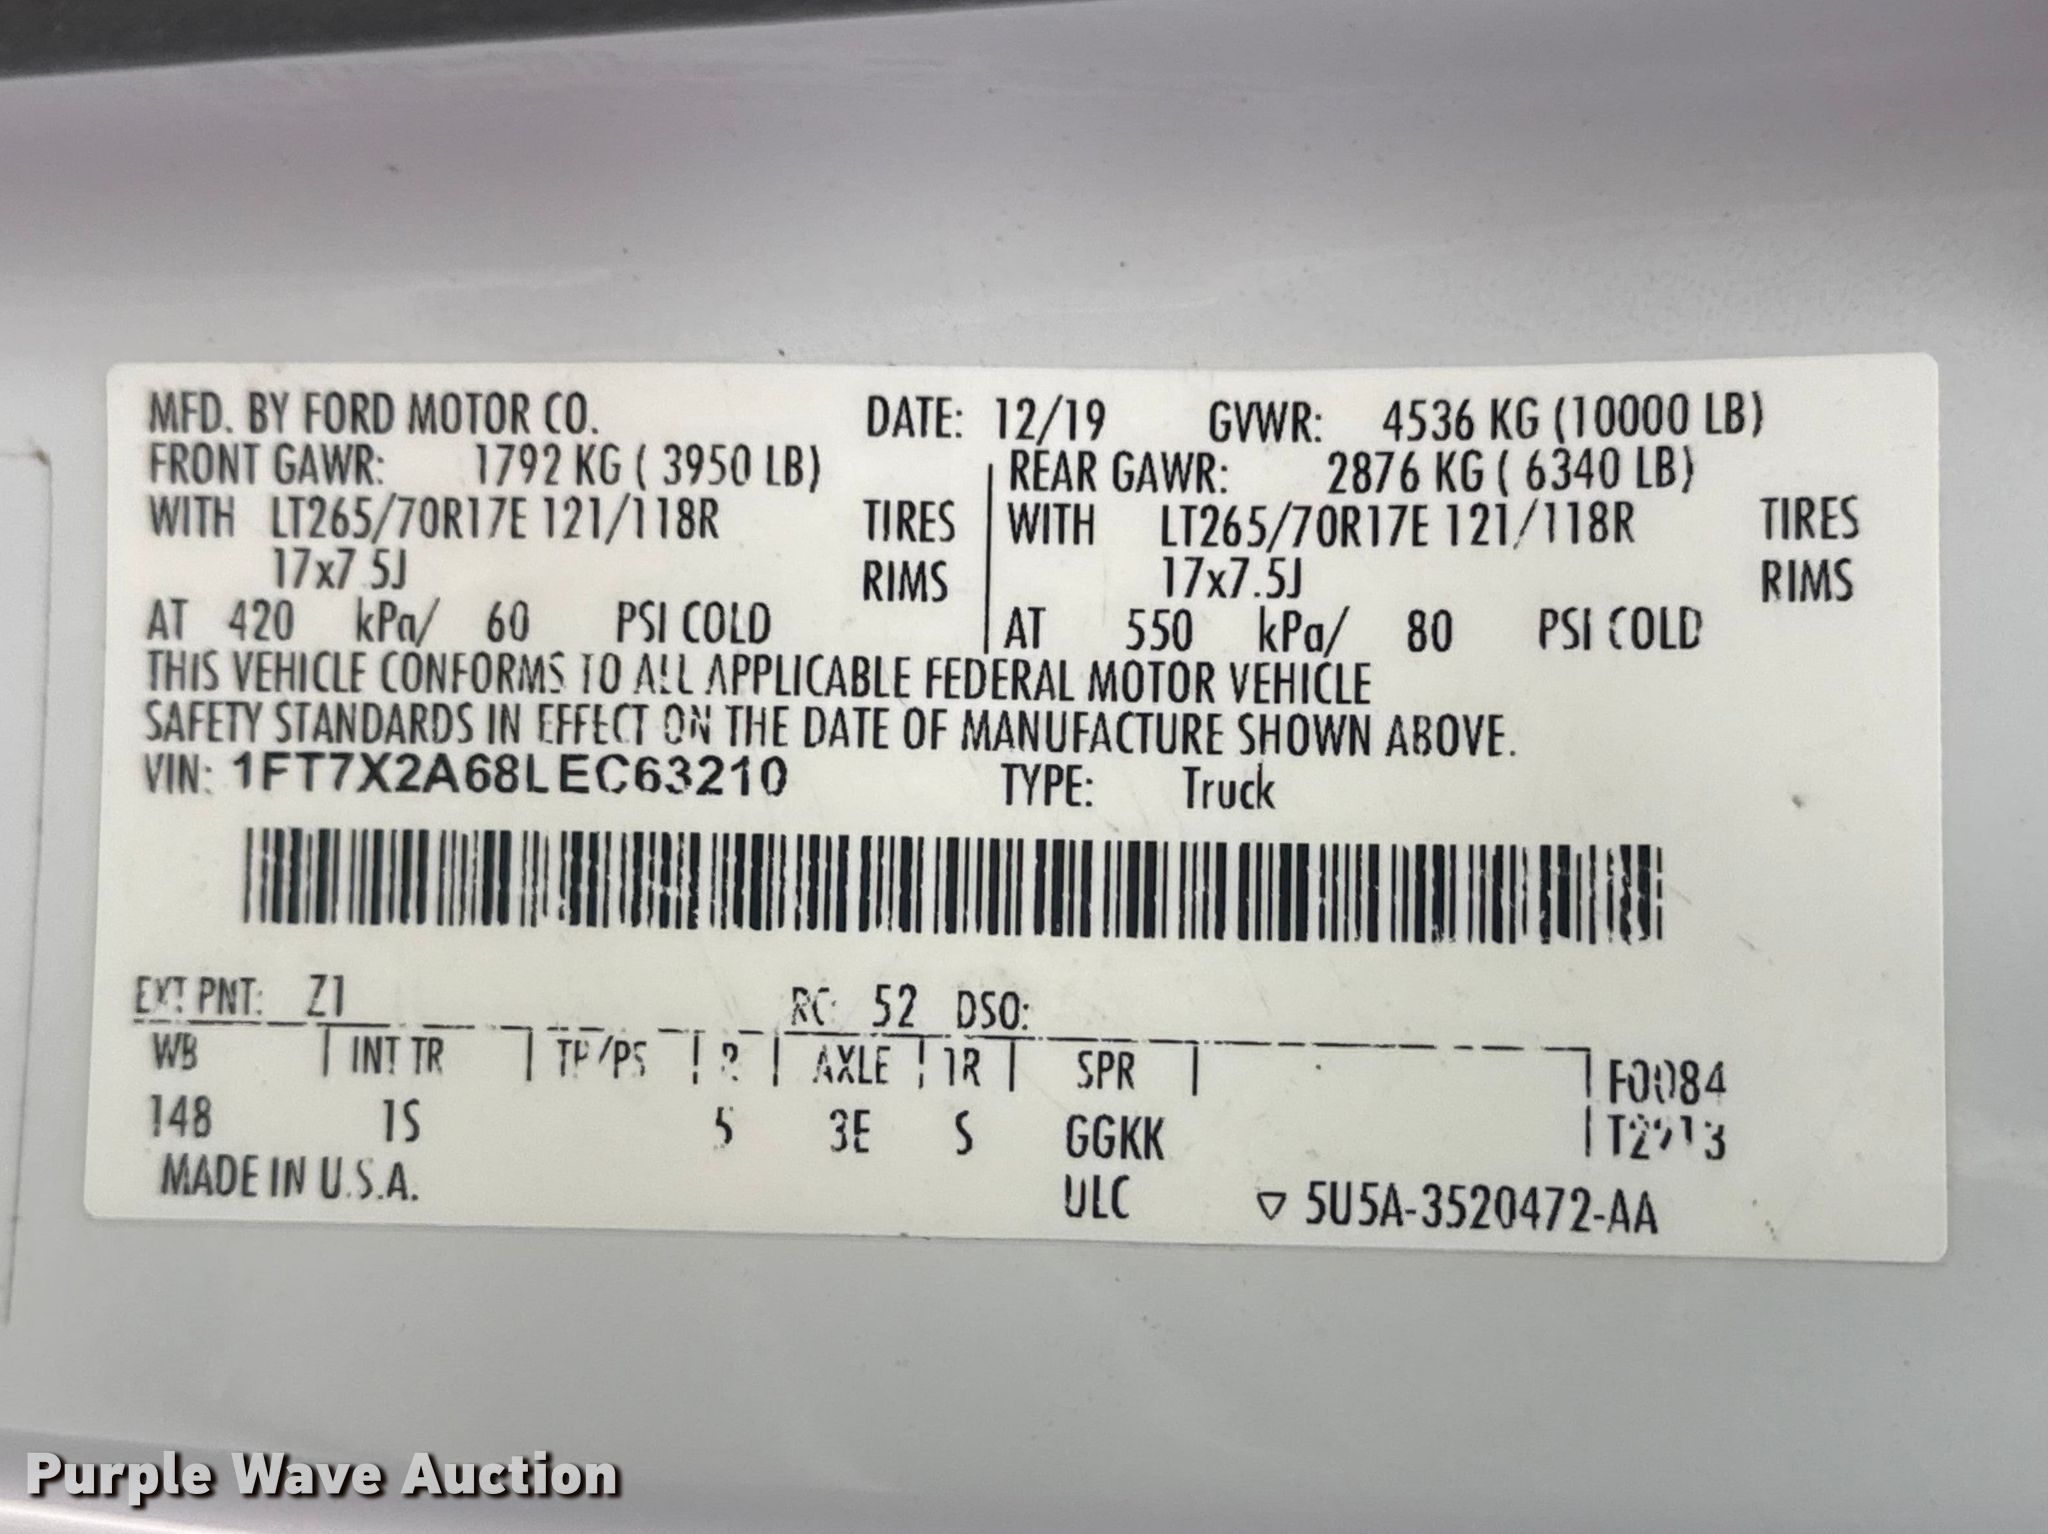 MFD. BY FORD MOTOR CO. DATE: 12/19 GVWR: 4536 KG (10000 LB)
FRONT GAWR: 1792 KG ( 3950 LB) REAR GAWR: 2876 KG ( 6340 LB)
WITH LT265/70R17E 121/118R TIRES WITH LT265/70R17E 121/118R TIRES
17x7.5J RIMS 17x7.5J RIMS
AT 420 kPa/ 60 PSI COLD AT 550 kPa/ 80 PSI COLD
THIS VEHICLE CONFORMS TO ALL APPLICABLE FEDERAL MOTOR VEHICLE
SAFETY STANDARDS IN EFFECT ON THE DATE OF MANUFACTURE SHOWN ABOVE.
VIN: 1FT7X2A68LEC63210 TYPE: Truck
EXT PNT: Z1 RC: 52 DSO:
WB INT TR TP/PS R AXLE TR SPR F0084
148 1S 5 3E S GGKK
MADE IN U.S.A. ULC ▽ 5U5A-3520472-AA
Purple Wave Auction